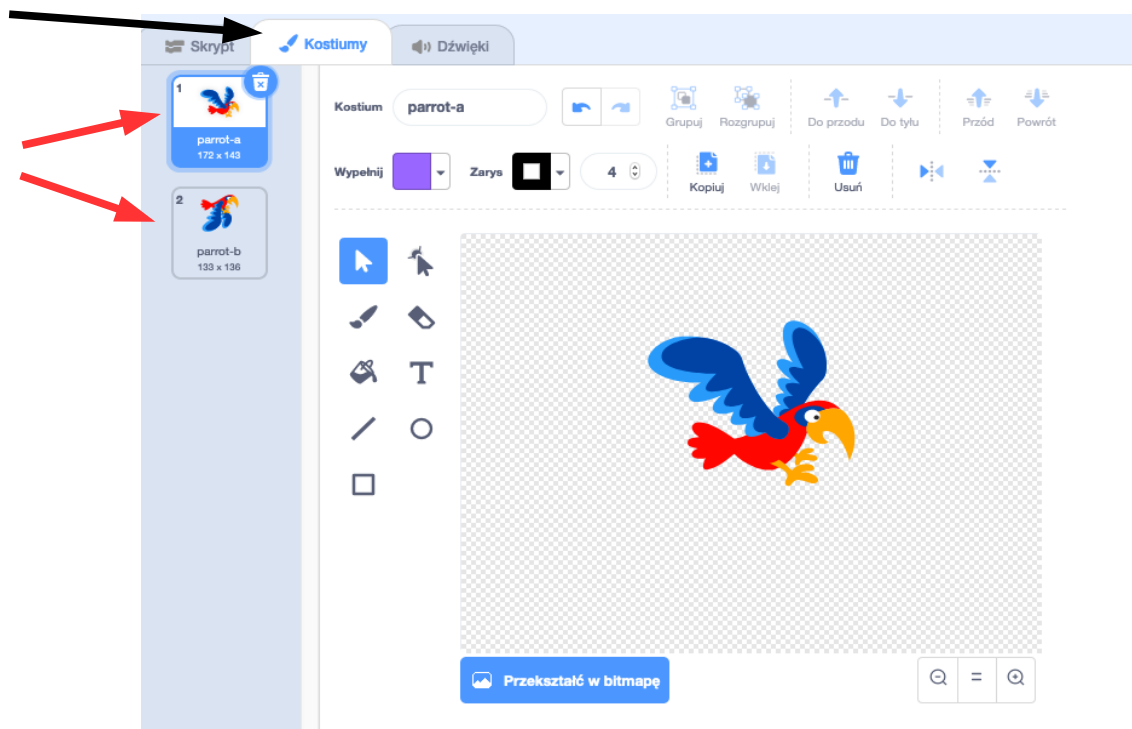 Skrypt
Kostiumy
Dźwięki
1
parrot-a
172 x 143
2
parrot-b
133 x 136
Kostium parrot-a
Grupuj Rozgrupuj Do przodu Do tyłu Przód Powrót
Wypełnij Zarys 4
Kopiuj Wklej Usuń
T
Przekształć w bitmapę
=